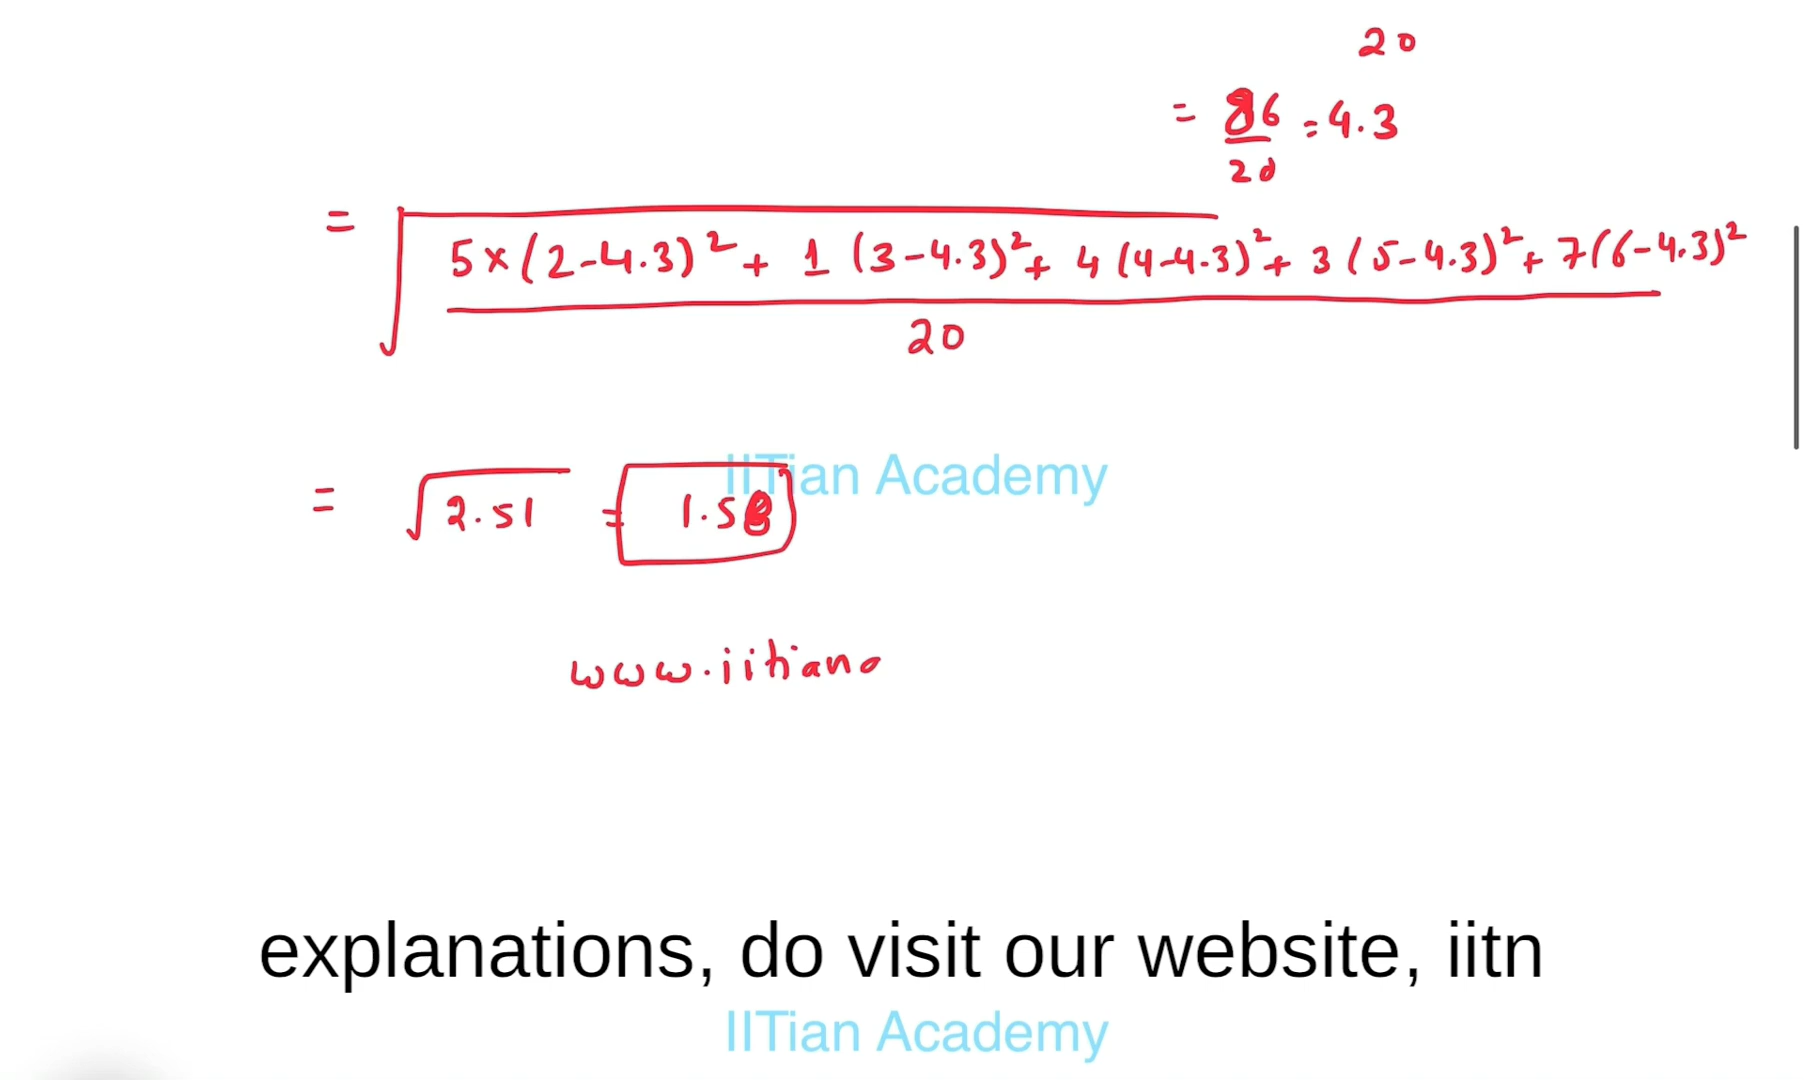 20
= 86/20 = 4.3
= √ 5×(2-4.3)² + 1 (3-4.3)² + 4 (4-4.3)² + 3 (5-4.3)² + 7(6-4.3)²
20
= √2.51 = 1.58
IITian Academy
www.iitiana
explanations, do visit our website, iitn
IITian Academy